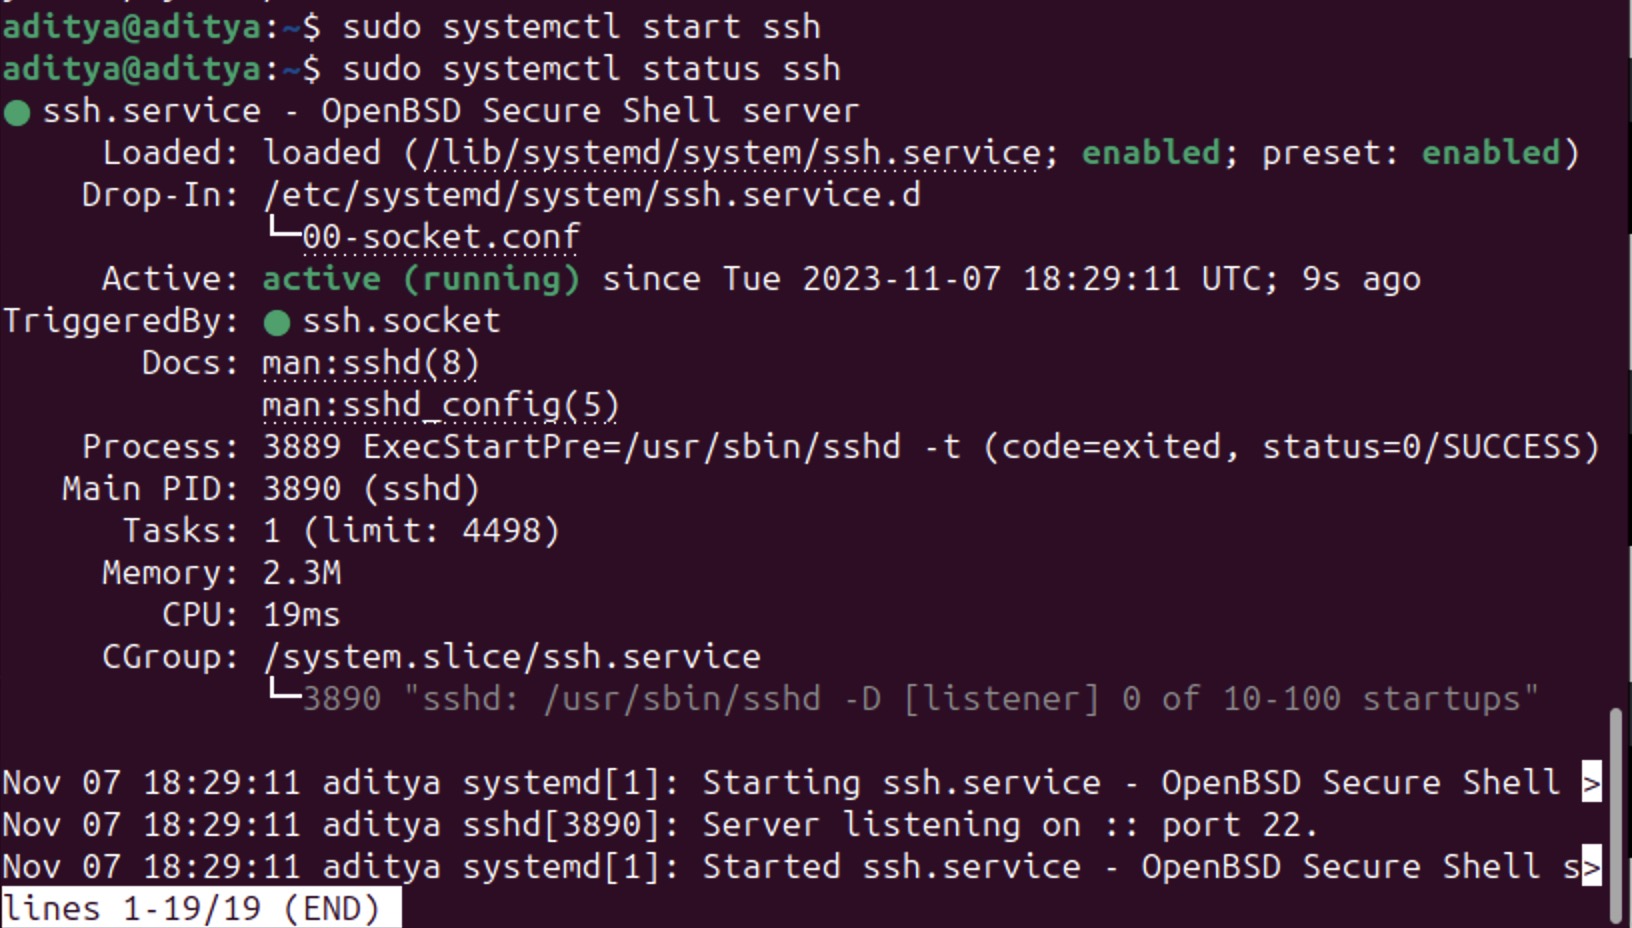 aditya@aditya:~$ sudo systemctl start ssh
aditya@aditya:~$ sudo systemctl status ssh
● ssh.service - OpenBSD Secure Shell server
     Loaded: loaded (/lib/systemd/system/ssh.service; enabled; preset: enabled)
    Drop-In: /etc/systemd/system/ssh.service.d
             └─00-socket.conf
     Active: active (running) since Tue 2023-11-07 18:29:11 UTC; 9s ago
TriggeredBy: ● ssh.socket
       Docs: man:sshd(8)
             man:sshd_config(5)
    Process: 3889 ExecStartPre=/usr/sbin/sshd -t (code=exited, status=0/SUCCESS)
   Main PID: 3890 (sshd)
      Tasks: 1 (limit: 4498)
     Memory: 2.3M
        CPU: 19ms
     CGroup: /system.slice/ssh.service
             └─3890 "sshd: /usr/sbin/sshd -D [listener] 0 of 10-100 startups"

Nov 07 18:29:11 aditya systemd[1]: Starting ssh.service - OpenBSD Secure Shell >
Nov 07 18:29:11 aditya sshd[3890]: Server listening on :: port 22.
Nov 07 18:29:11 aditya systemd[1]: Started ssh.service - OpenBSD Secure Shell s>
lines 1-19/19 (END)